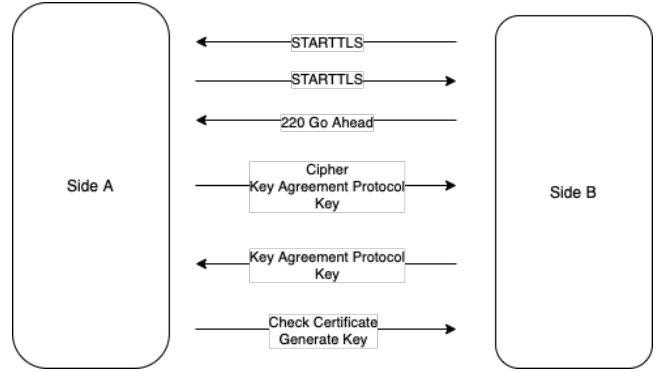 Side A
STARTTLS
STARTTLS
220 Go Ahead
Cipher
Key Agreement Protocol
Key
Key Agreement Protocol
Key
Check Certificate
Generate Key
Side B